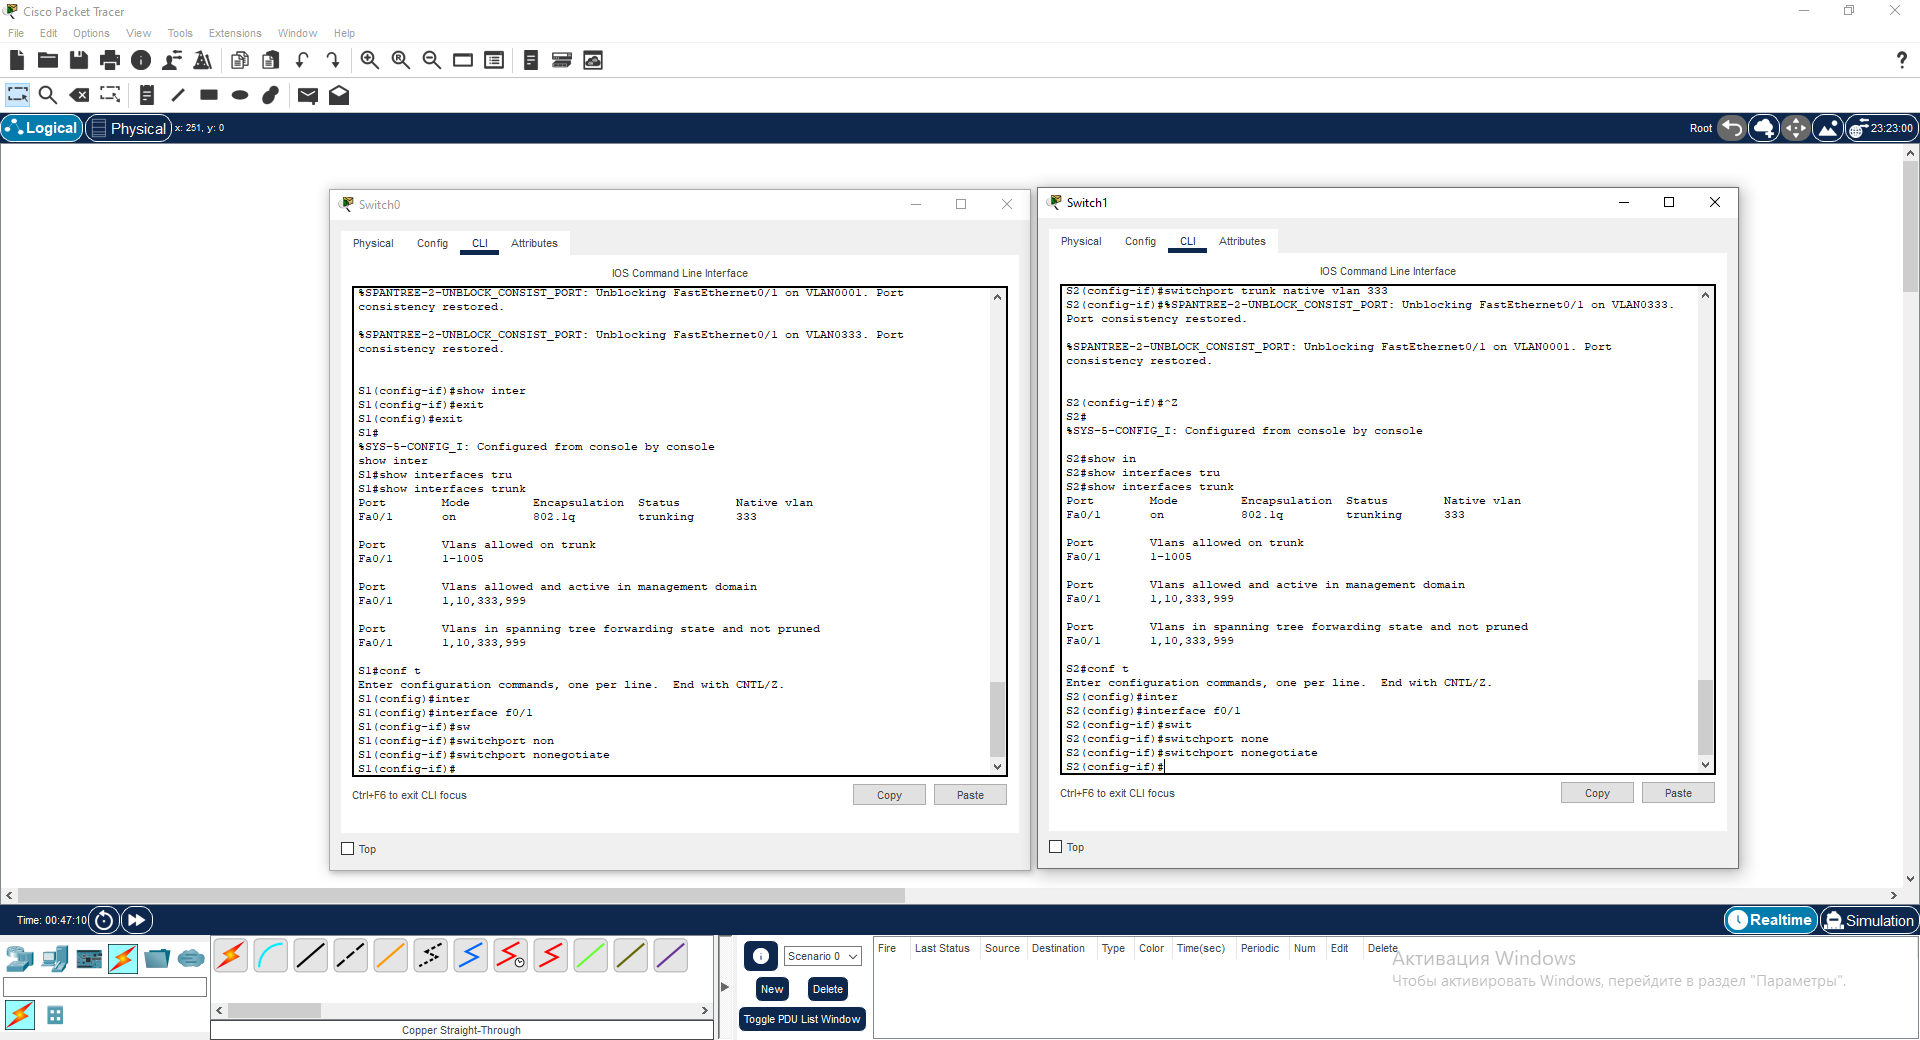 Cisco Packet Tracer
File Edit Options View Tools Extensions Window Help
Logical Physical x: 251, y: 0 Root 23:23:00
Switch0
Physical Config CLI Attributes
IOS Command Line Interface
%SPANTREE-2-UNBLOCK_CONSIST_PORT: Unblocking FastEthernet0/1 on VLAN0001. Port
consistency restored.
%SPANTREE-2-UNBLOCK_CONSIST_PORT: Unblocking FastEthernet0/1 on VLAN0333. Port
consistency restored.
S1(config-if)#show inter
S1(config-if)#exit
S1(config)#exit
S1#
%SYS-5-CONFIG_I: Configured from console by console
show inter
S1#show interfaces tru
S1#show interfaces trunk
Port Mode Encapsulation Status Native vlan
Fa0/1 on 802.1q trunking 333
Port Vlans allowed on trunk
Fa0/1 1-1005
Port Vlans allowed and active in management domain
Fa0/1 1,10,333,999
Port Vlans in spanning tree forwarding state and not pruned
Fa0/1 1,10,333,999
S1#conf t
Enter configuration commands, one per line. End with CNTL/Z.
S1(config)#inter
S1(config)#interface f0/1
S1(config-if)#sw
S1(config-if)#switchport non
S1(config-if)#switchport nonegotiate
S1(config-if)#
Ctrl+F6 to exit CLI focus
Copy Paste
Top
Switch1
Physical Config CLI Attributes
IOS Command Line Interface
S2(config-if)#switchport trunk native vlan 333
S2(config-if)#%SPANTREE-2-UNBLOCK_CONSIST_PORT: Unblocking FastEthernet0/1 on VLAN0333.
Port consistency restored.
%SPANTREE-2-UNBLOCK_CONSIST_PORT: Unblocking FastEthernet0/1 on VLAN0001. Port
consistency restored.
S2(config-if)#^Z
S2#
%SYS-5-CONFIG_I: Configured from console by console
S2#show in
S2#show interfaces tru
S2#show interfaces trunk
Port Mode Encapsulation Status Native vlan
Fa0/1 on 802.1q trunking 333
Port Vlans allowed on trunk
Fa0/1 1-1005
Port Vlans allowed and active in management domain
Fa0/1 1,10,333,999
Port Vlans in spanning tree forwarding state and not pruned
Fa0/1 1,10,333,999
S2#conf t
Enter configuration commands, one per line. End with CNTL/Z.
S2(config)#inter
S2(config)#interface f0/1
S2(config-if)#swit
S2(config-if)#switchport none
S2(config-if)#switchport nonegotiate
S2(config-if)#
Ctrl+F6 to exit CLI focus
Copy Paste
Top
Time: 00:47:10 Realtime Simulation
Scenario 0
New Delete
Toggle PDU List Window
Fire Last Status Source Destination Type Color Time(sec) Periodic Num Edit Delete
Активация Windows
Чтобы активировать Windows, перейдите в раздел "Параметры".
Copper Straight-Through